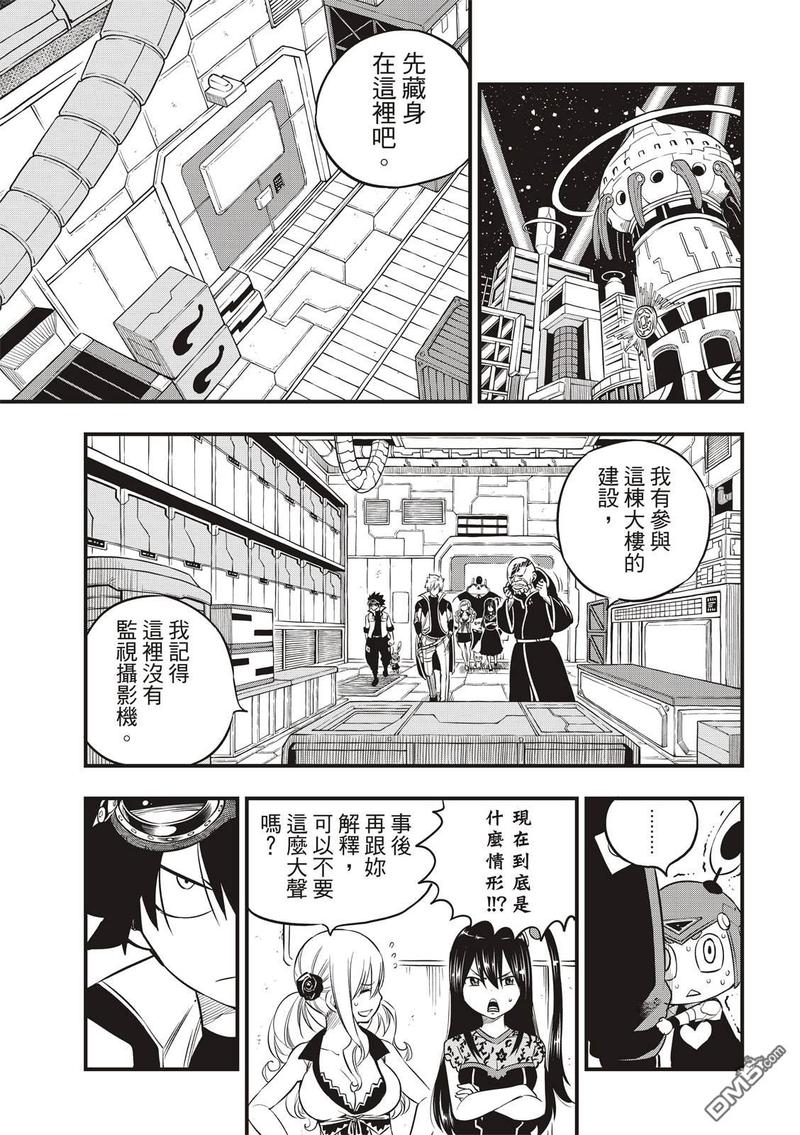 先藏身
在這裡吧。
我有參與
這棟大樓的
建設，
我記得
這裡沒有
監視攝影機。
⋯⋯⋯
現在到底是
什麼情形!!?
事後
再跟妳
解釋，
可以不要
這麼大聲
嗎？
DM5.COM